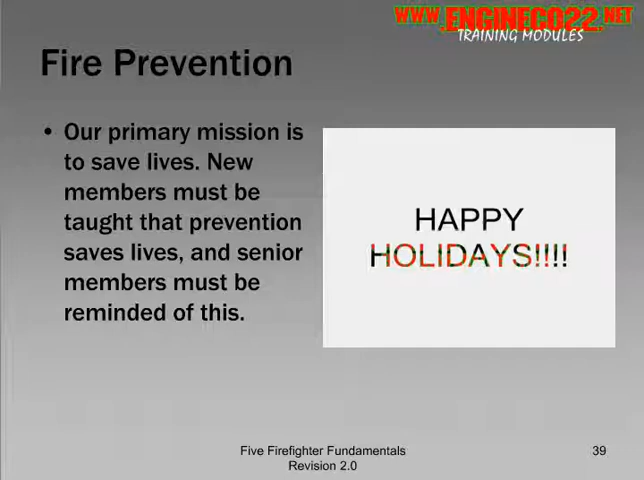 WWW.ENGINECO22.NET
TRAINING MODULES
Fire Prevention
• Our primary mission is
to save lives. New
members must be
taught that prevention
saves lives, and senior
members must be
reminded of this.
HAPPY
HOLIDAYS!!!!
Five Firefighter Fundamentals
Revision 2.0
39